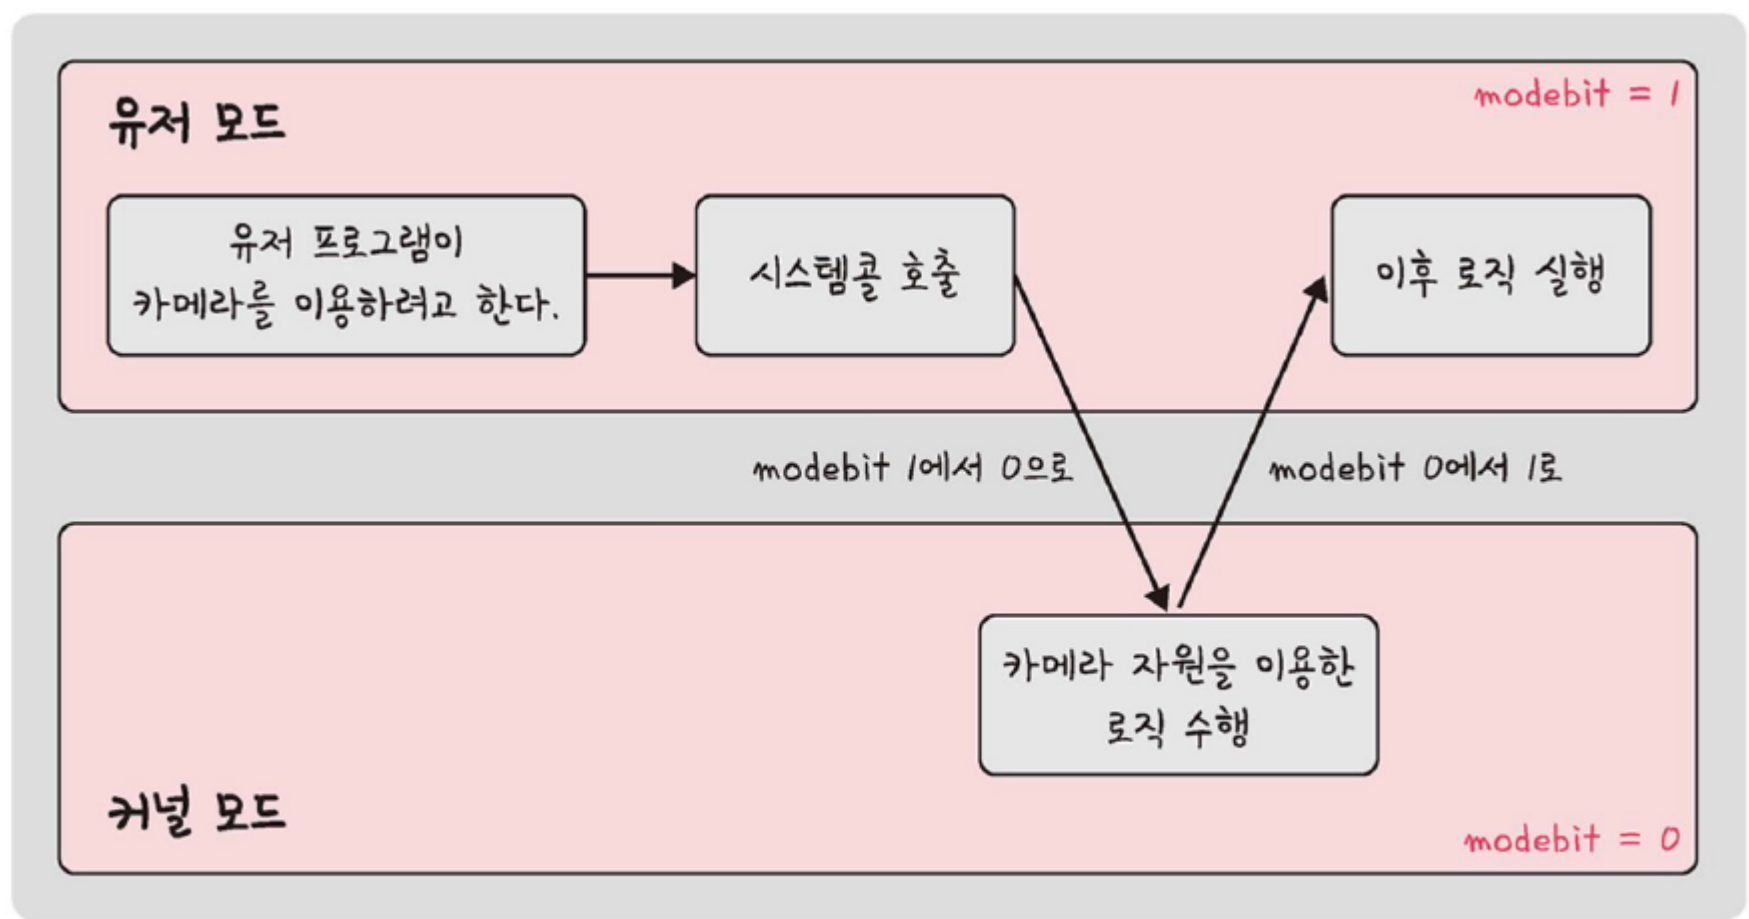 유저 모드
modebit = 1
유저 프로그램이
카메라를 이용하려고 한다.
시스템콜 호출
이후 로직 실행
modebit 1에서 0으로
modebit 0에서 1로
카메라 자원을 이용한
로직 수행
커널 모드
modebit = 0